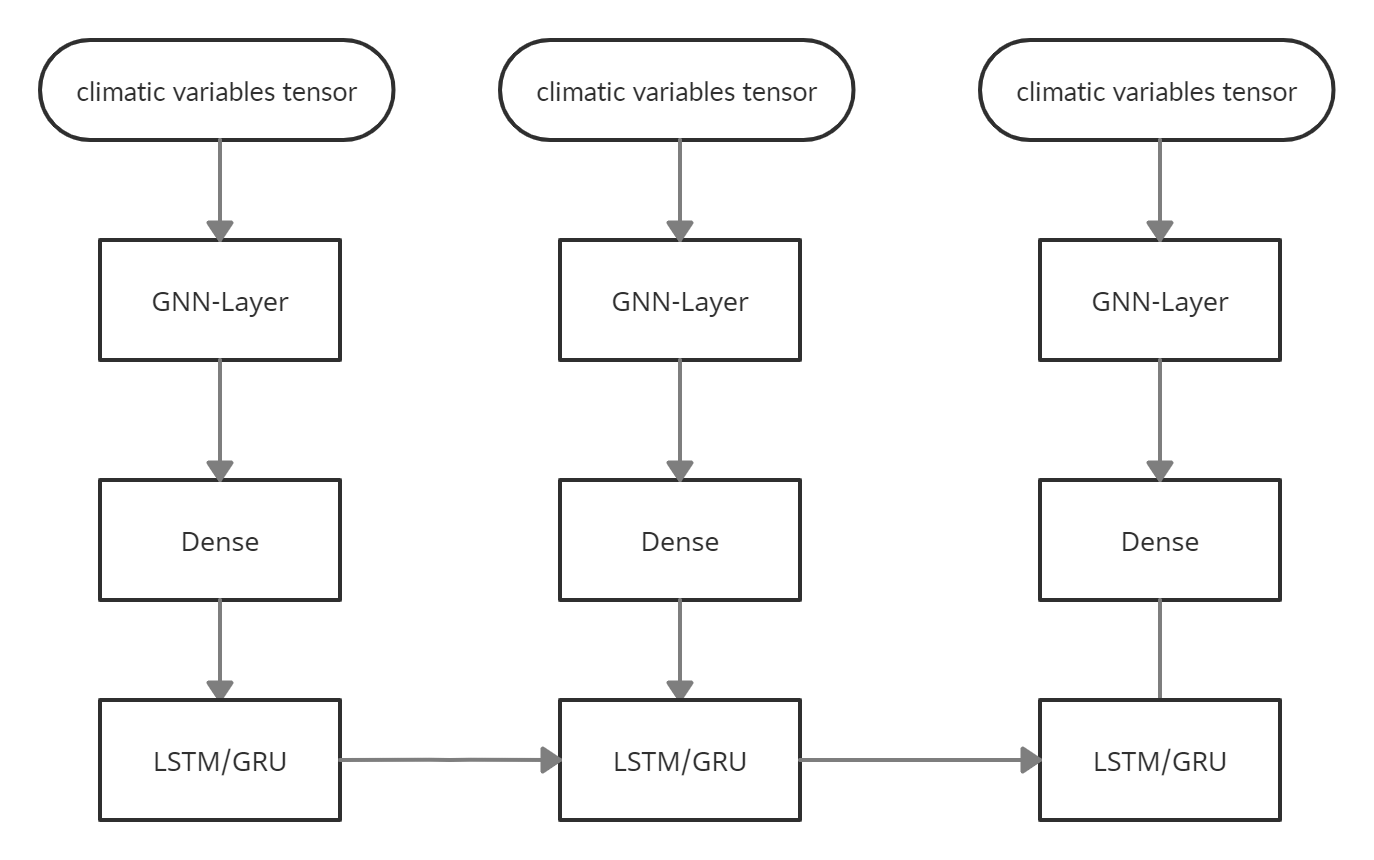 climatic variables tensor
climatic variables tensor
climatic variables tensor
GNN-Layer
GNN-Layer
GNN-Layer
Dense
Dense
Dense
LSTM/GRU
LSTM/GRU
LSTM/GRU